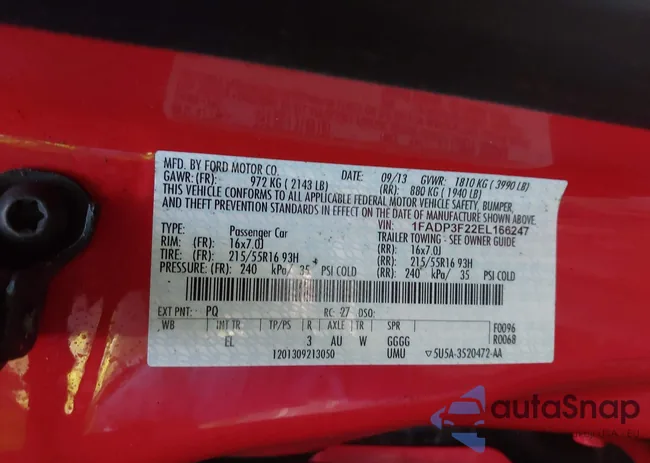 MFD. BY FORD MOTOR CO. DATE: 09/13 GVWR: 1810 KG ( 3990 LB)
GAWR: (FR): 972 KG ( 2143 LB) (RR): 880 KG ( 1940 LB)
THIS VEHICLE CONFORMS TO ALL APPLICABLE FEDERAL MOTOR VEHICLE SAFETY, BUMPER,
AND THEFT PREVENTION STANDARDS IN EFFECT ON THE DATE OF MANUFACTURE SHOWN ABOVE.
VIN: 1FADP3F22EL166247
TYPE: Passenger Car TRAILER TOWING - SEE OWNER GUIDE
RIM: (FR): 16x7.0J (RR): 16x7.0J
TIRE: (FR): 215/55R16 93H (RR): 215/55R16 93H
PRESSURE: (FR): 240 kPa/ 35 PSI COLD (RR): 240 kPa/ 35 PSI COLD
EXT PNT: PQ RC: 27 DSO:
WB INT TR TP/PS R AXLE TR SPR F0096
EL 3 AU W GGGG R0068
1201309213050 UMU ▽5U5A-3520472-AA
autoSnap